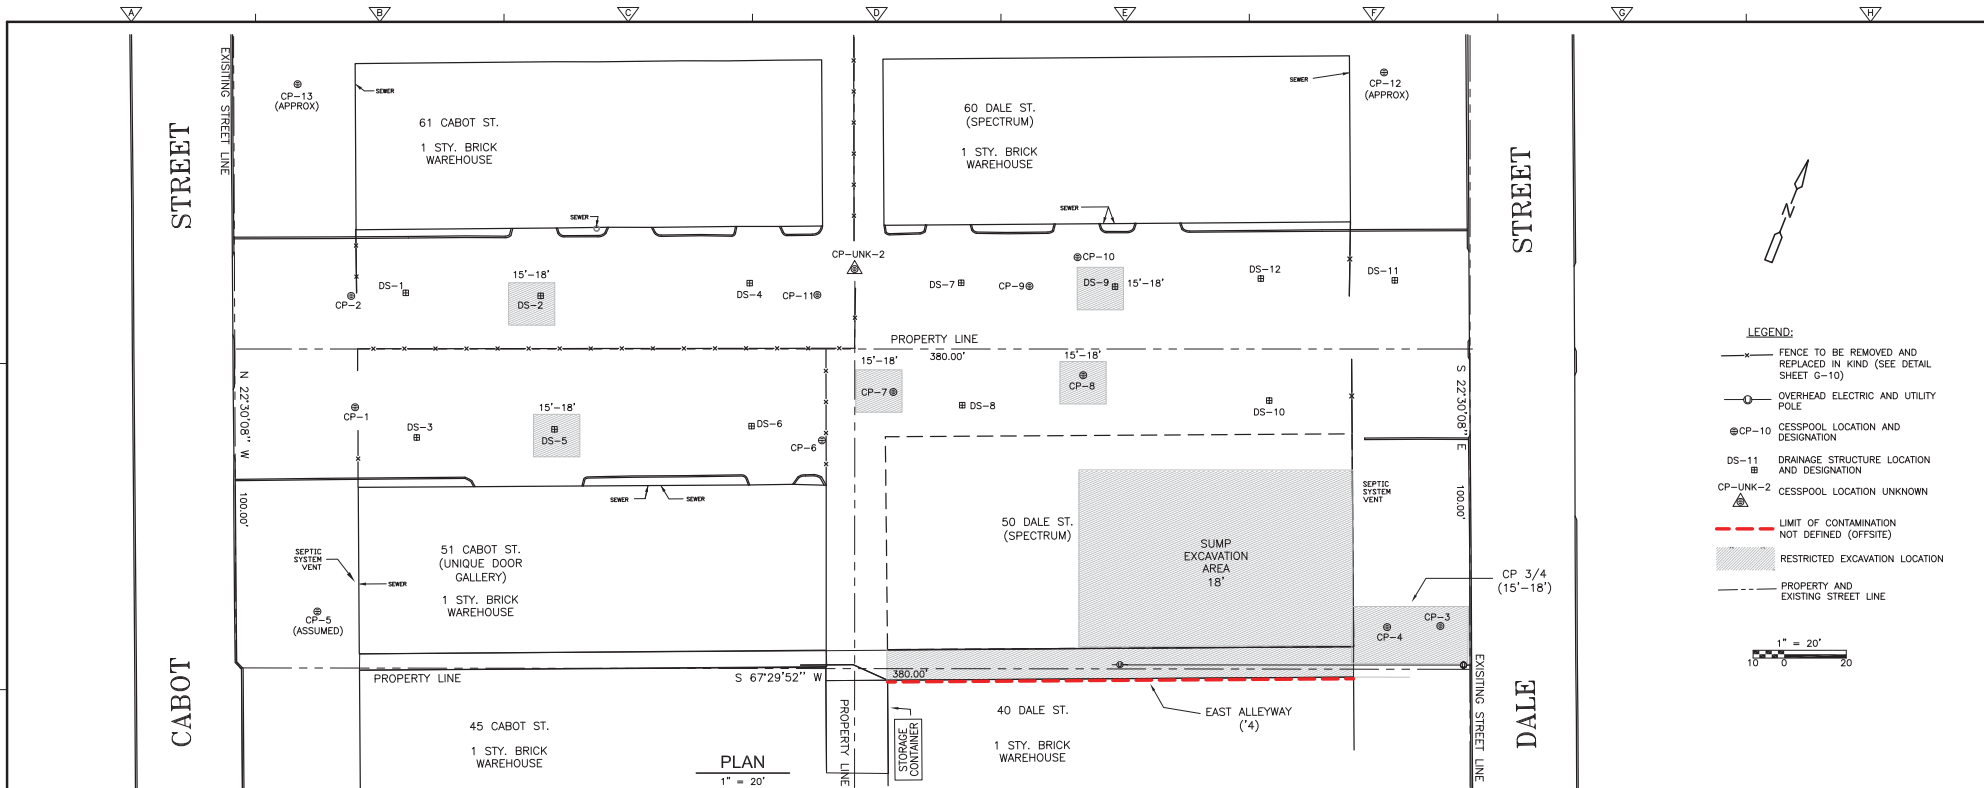 A
B
C
D
E
F
G
H
STREET
CABOT
EXISITING STREET LINE
CP-13
(APPROX)
SEWER
61 CABOT ST.
1 STY. BRICK
WAREHOUSE
SEWER
60 DALE ST.
(SPECTRUM)
1 STY. BRICK
WAREHOUSE
SEWER
SEWER
CP-12
(APPROX)
STREET
DALE
N
CP-UNK-2
CP-2
DS-1
15'-18'
DS-2
DS-4
CP-11
DS-7
CP-9
CP-10
DS-9
15'-18'
DS-12
DS-11
PROPERTY LINE
380.00'
N 22°30'08" W
100.00'
S 22°30'08" E
100.00'
CP-1
DS-3
15'-18'
DS-5
DS-6
CP-6
15'-18'
CP-7
DS-8
15'-18'
CP-8
DS-10
SEWER
SEWER
SEPTIC
SYSTEM
VENT
SEWER
CP-5
(ASSUMED)
51 CABOT ST.
(UNIQUE DOOR
GALLERY)
1 STY. BRICK
WAREHOUSE
50 DALE ST.
(SPECTRUM)
SUMP
EXCAVATION
AREA
18'
SEPTIC
SYSTEM
VENT
CP 3/4
(15'-18')
CP-3
CP-4
PROPERTY LINE
S 67°29'52" W
380.00'
PROPERTY LINE
45 CABOT ST.
1 STY. BRICK
WAREHOUSE
STORAGE
CONTAINER
40 DALE ST.
1 STY. BRICK
WAREHOUSE
EAST ALLEYWAY
('4)
EXISITING STREET LINE
PLAN
1" = 20'
LEGEND:
FENCE TO BE REMOVED AND
REPLACED IN KIND (SEE DETAIL
SHEET G-10)
OVERHEAD ELECTRIC AND UTILITY
POLE
CP-10 CESSPOOL LOCATION AND
DESIGNATION
DS-11 DRAINAGE STRUCTURE LOCATION
AND DESIGNATION
CP-UNK-2 CESSPOOL LOCATION UNKNOWN
LIMIT OF CONTAMINATION
NOT DEFINED (OFFSITE)
RESTRICTED EXCAVATION LOCATION
PROPERTY AND
EXISTING STREET LINE
1" = 20'
10 0 20